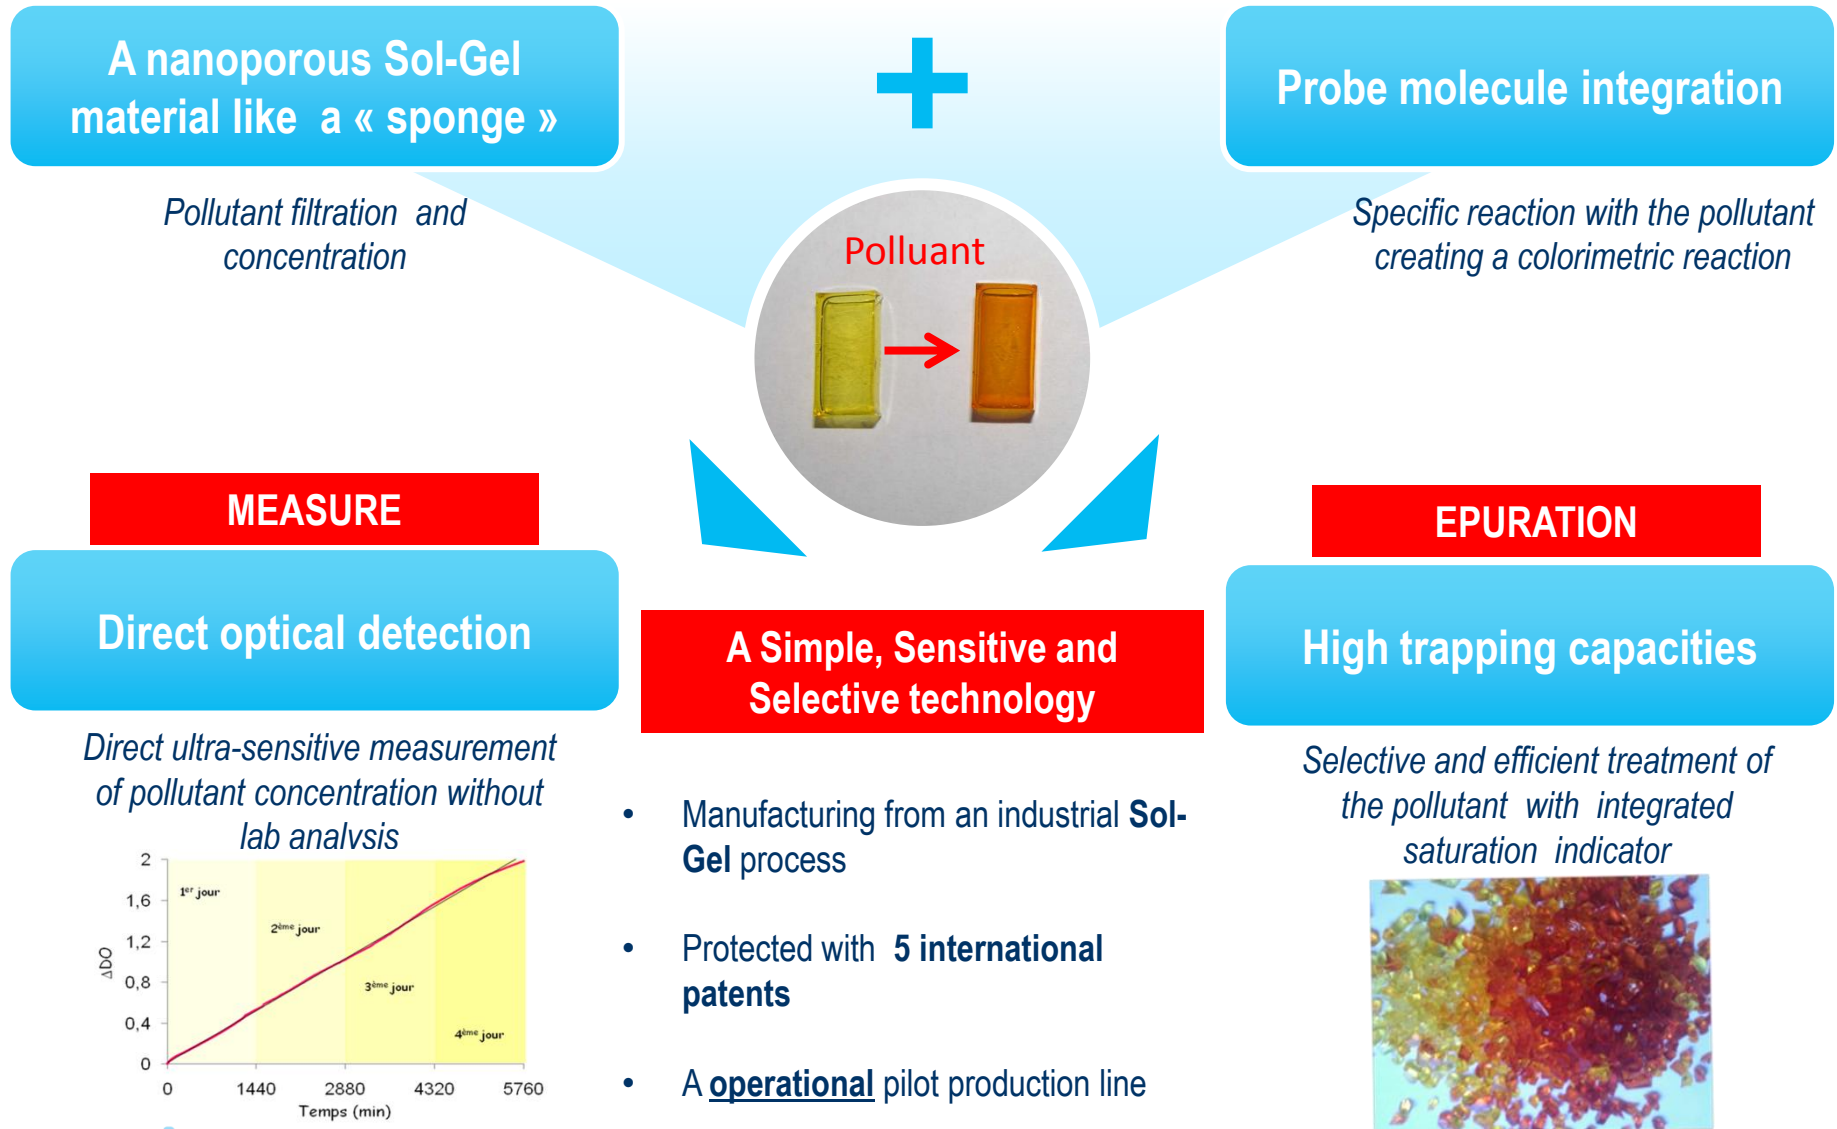 A nanoporous Sol-Gel
material like a « sponge »
Probe molecule integration
Pollutant filtration and
concentration
Specific reaction with the pollutant
creating a colorimetric reaction
Polluant
MEASURE
EPURATION
Direct optical detection
A Simple, Sensitive and
Selective technology
High trapping capacities
Direct ultra-sensitive measurement
of pollutant concentration without
lab analysis
Selective and efficient treatment of
the pollutant with integrated
saturation indicator
• Manufacturing from an industrial Sol-
Gel process
• Protected with 5 international
patents
• A operational pilot production line
2
1,6
1,2
0,8
0,4
0
ΔDO
1er jour
2ème jour
3ème jour
4ème jour
0 1440 2880 4320 5760
Temps (min)